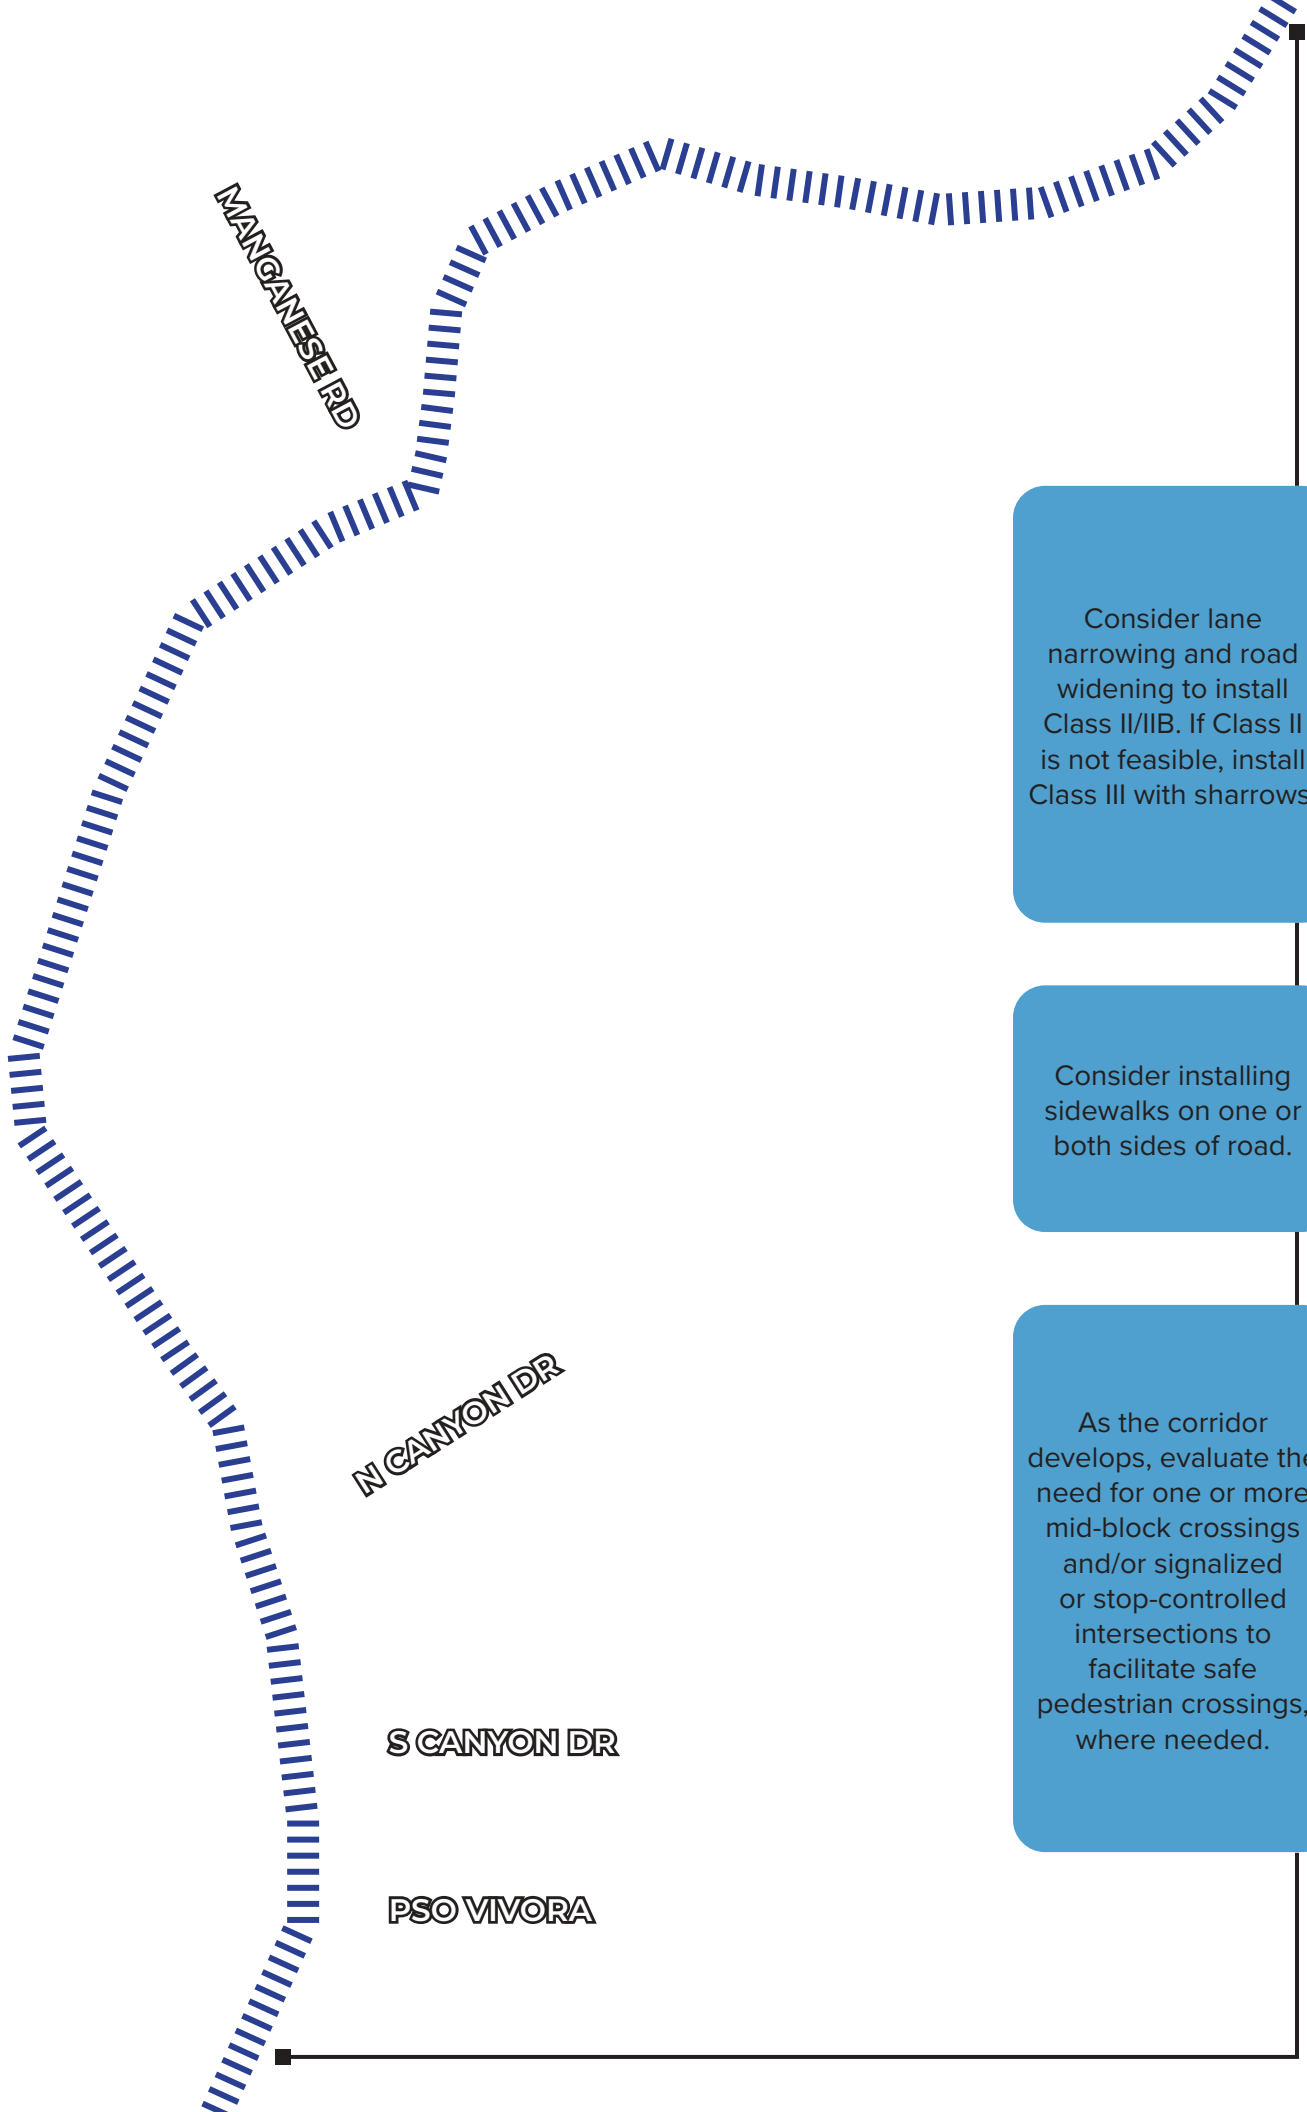 MANGANESE RD
Consider lane
narrowing and road
widening to install
Class II/IIB. If Class II
is not feasible, install
Class III with sharrows
Consider installing
sidewalks on one or
both sides of road.
N CANYON DR
As the corridor
develops, evaluate the
need for one or more
mid-block crossings
and/or signalized
or stop-controlled
intersections to
facilitate safe
pedestrian crossings,
where needed.
S CANYON DR
PSO VIVORA